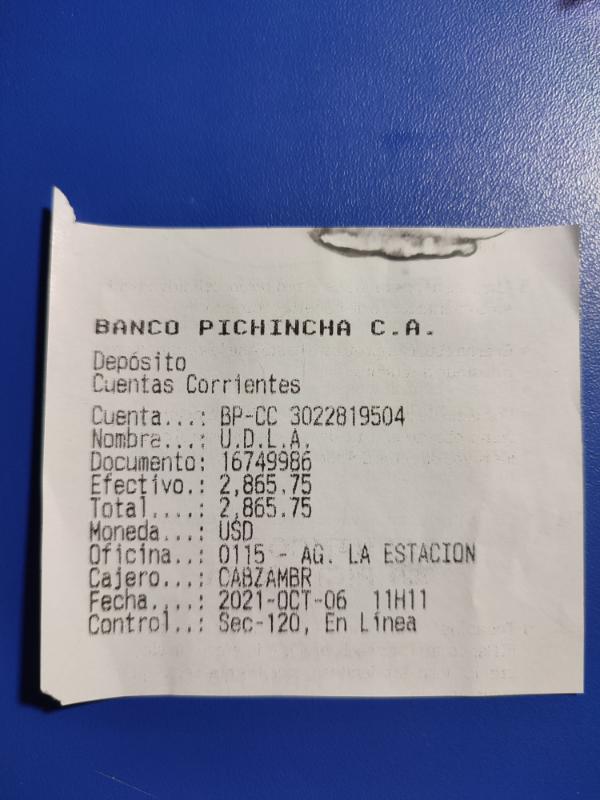 BANCO PICHINCHA C.A.
Depósito
Cuentas Corrientes
Cuenta...: BP-CC 3022819504
Nombre...: U.D.L.A.
Documento: 16749986
Efectivo.: 2,865.75
Total....: 2,865.75
Moneda...: USD
Oficina..: 0115 - AG. LA ESTACION
Cajero...: CABZAMBR
Fecha....: 2021-OCT-06 11H11
Control..: Sec-120, En Línea